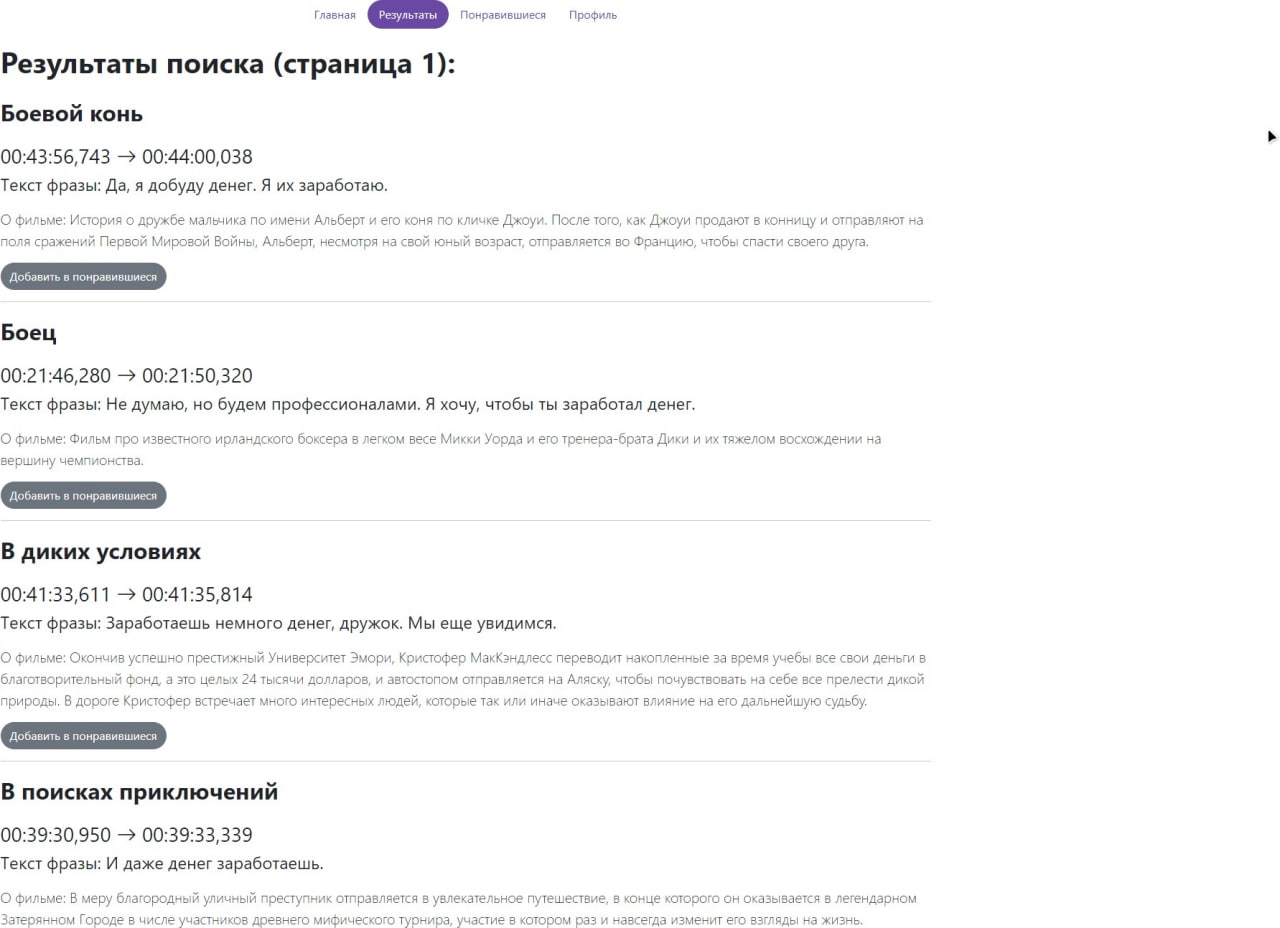 Главная Результаты Понравившиеся Профиль
Результаты поиска (страница 1):
Боевой конь
00:43:56,743 → 00:44:00,038
Текст фразы: Да, я добуду денег. Я их заработаю.
О фильме: История о дружбе мальчика по имени Альберт и его коня по кличке Джоуи. После того, как Джоуи продают в конницу и отправляют на
поля сражений Первой Мировой Войны, Альберт, несмотря на свой юный возраст, отправляется во Францию, чтобы спасти своего друга.
Добавить в понравившиеся
Боец
00:21:46,280 → 00:21:50,320
Текст фразы: Не думаю, но будем профессионалами. Я хочу, чтобы ты заработал денег.
О фильме: Фильм про известного ирландского боксера в легком весе Микки Уорда и его тренера-брата Дики и их тяжелом восхождении на
вершину чемпионства.
Добавить в понравившиеся
В диких условиях
00:41:33,611 → 00:41:35,814
Текст фразы: Заработаешь немного денег, дружок. Мы еще увидимся.
О фильме: Окончив успешно престижный Университет Эмори, Кристофер МакКэндлесс переводит накопленные за время учебы все свои деньги в
благотворительный фонд, а это целых 24 тысячи долларов, и автостопом отправляется на Аляску, чтобы почувствовать на себе все прелести дикой
природы. В дороге Кристофер встречает много интересных людей, которые так или иначе оказывают влияние на его дальнейшую судьбу.
Добавить в понравившиеся
В поисках приключений
00:39:30,950 → 00:39:33,339
Текст фразы: И даже денег заработаешь.
О фильме: В меру благородный уличный преступник отправляется в увлекательное путешествие, в конце которого он оказывается в легендарном
Затерянном Городе в числе участников древнего мифического турнира, участие в котором раз и навсегда изменит его взгляды на жизнь.